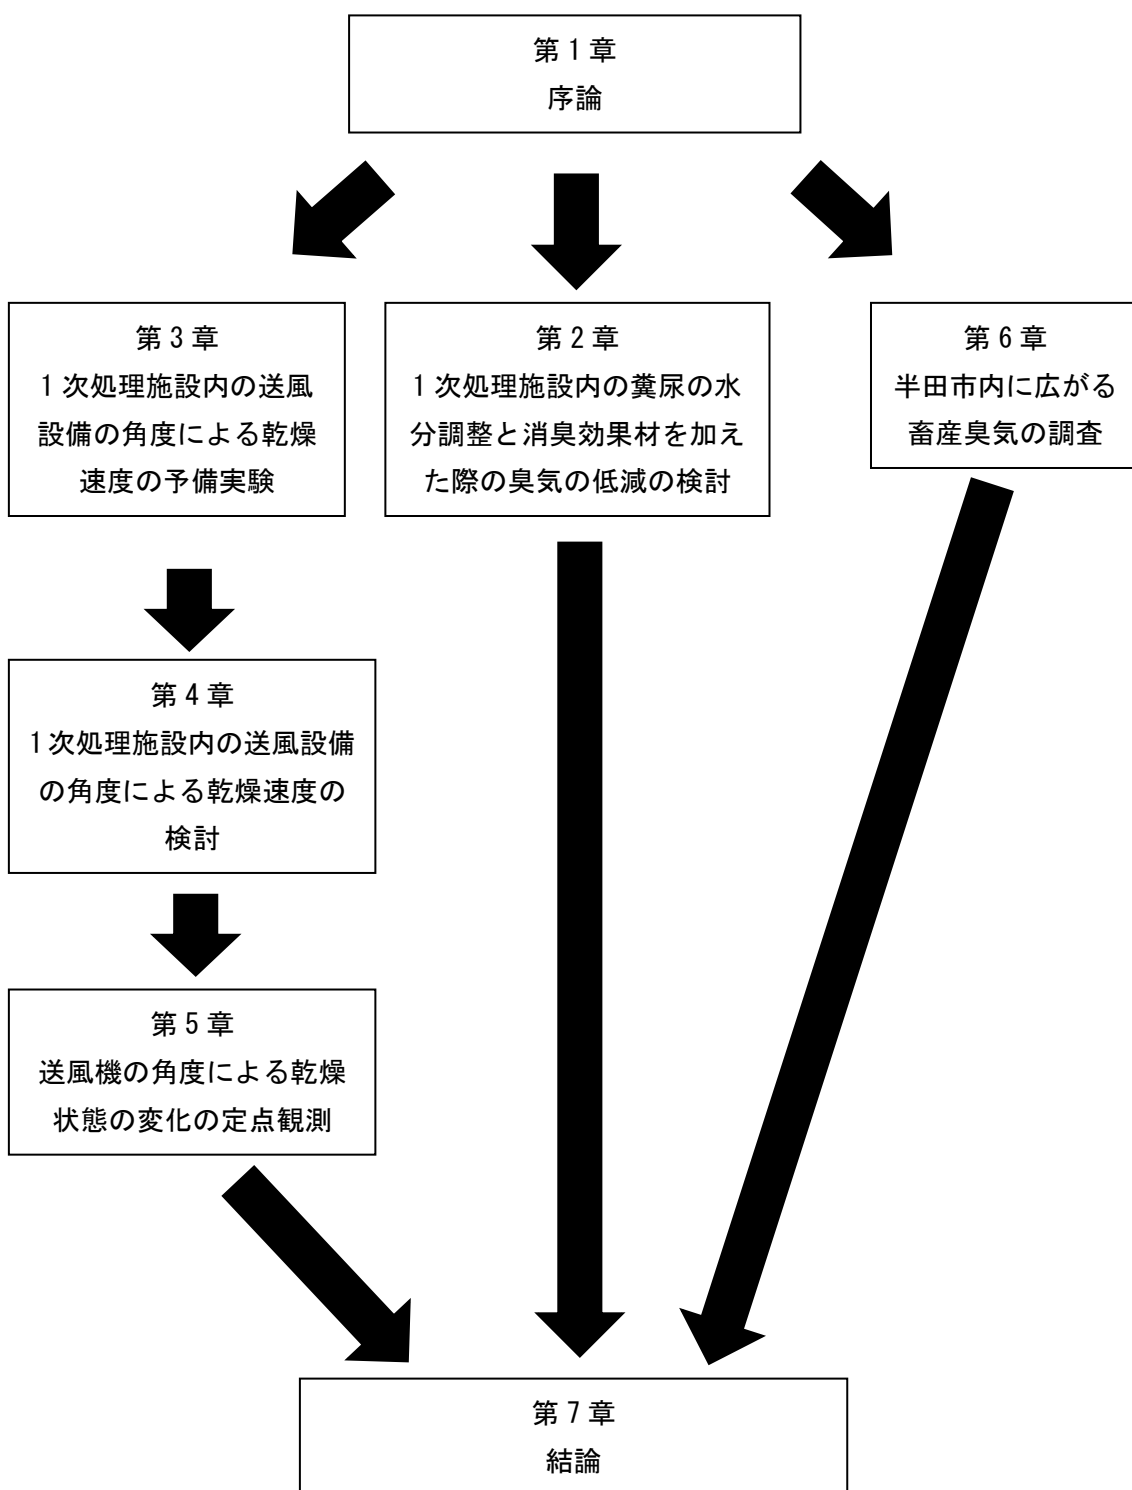 第1章
序論
第3章
1次処理施設内の送風
設備の角度による乾燥
速度の予備実験
第2章
1次処理施設内の糞尿の水
分調整と消臭効果材を加え
た際の臭気の低減の検討
第6章
半田市内に広がる
畜産臭気の調査
第4章
1次処理施設内の送風設備
の角度による乾燥速度の
検討
第5章
送風機の角度による乾燥
状態の変化の定点観測
第7章
結論